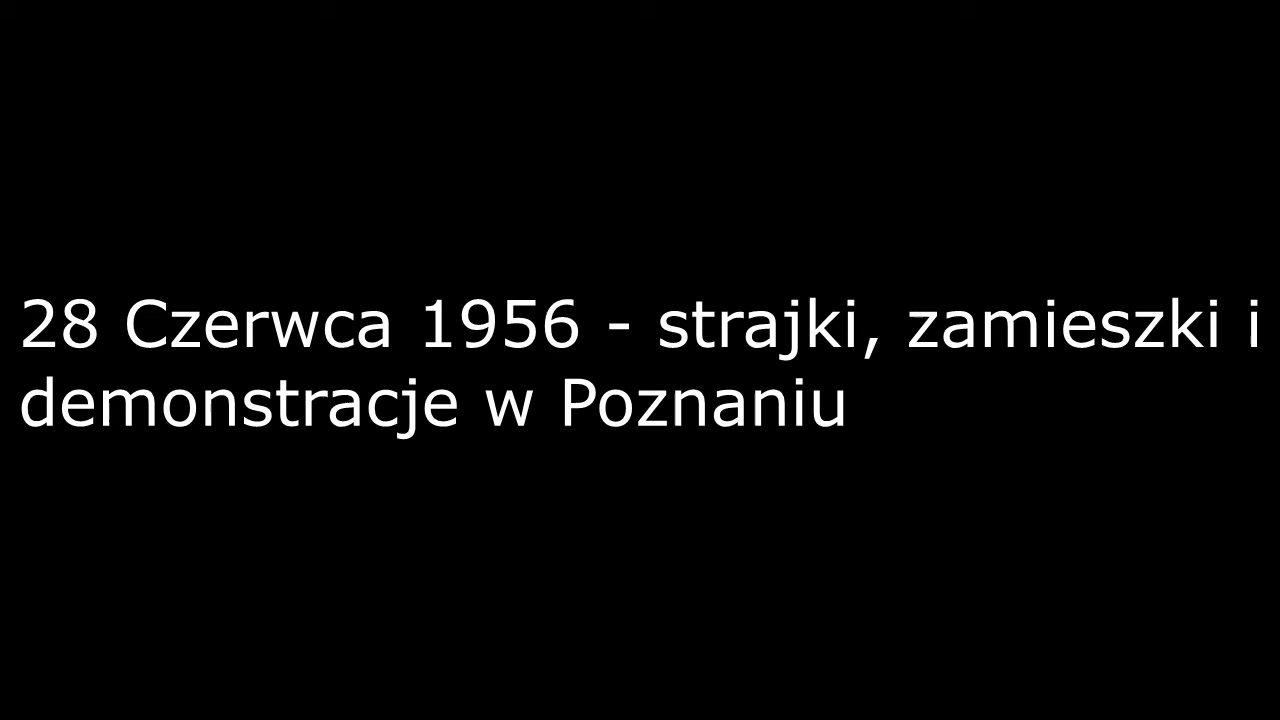 28 Czerwca 1956 - strajki, zamieszki i
demonstracje w Poznaniu